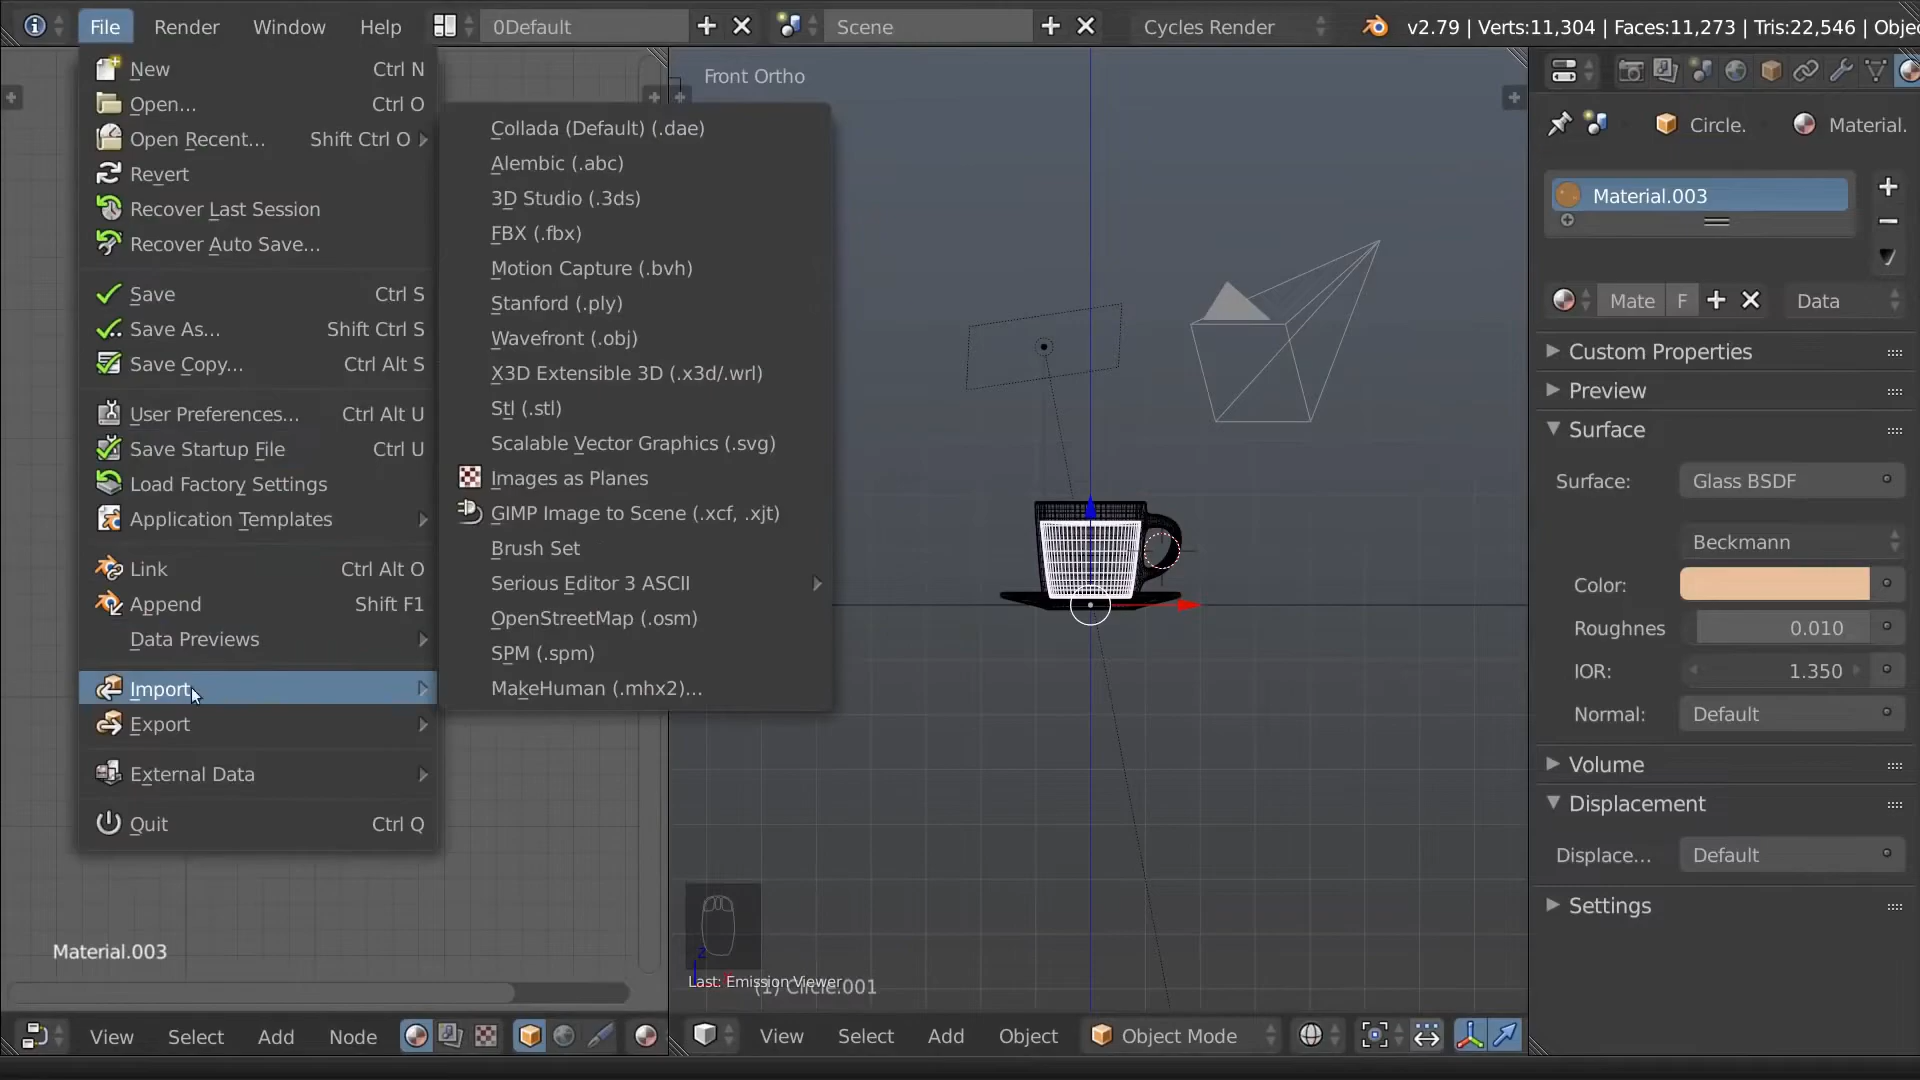 File Render Window Help 0Default Scene Cycles Render v2.79 | Verts:11,304 | Faces:11,273 | Tris:22,546 | Objec
New Ctrl N
Open... Ctrl O
Open Recent... Shift Ctrl O
Revert
Recover Last Session
Recover Auto Save...
Save Ctrl S
Save As... Shift Ctrl S
Save Copy... Ctrl Alt S
User Preferences... Ctrl Alt U
Save Startup File Ctrl U
Load Factory Settings
Application Templates
Link Ctrl Alt O
Append Shift F1
Data Previews
Import
Export
External Data
Quit Ctrl Q
Collada (Default) (.dae)
Alembic (.abc)
3D Studio (.3ds)
FBX (.fbx)
Motion Capture (.bvh)
Stanford (.ply)
Wavefront (.obj)
X3D Extensible 3D (.x3d/.wrl)
Stl (.stl)
Scalable Vector Graphics (.svg)
Images as Planes
GIMP Image to Scene (.xcf, .xjt)
Brush Set
Serious Editor 3 ASCII
OpenStreetMap (.osm)
SPM (.spm)
MakeHuman (.mhx2)...
Material.003
View Select Add Node
Front Ortho
Last: Emission Viewer
(1) Circle.001
View Select Add Object Object Mode
Circle. Material.
Material.003
Mate F Data
Custom Properties
Preview
Surface
Surface: Glass BSDF
Beckmann
Color:
Roughnes 0.010
IOR: 1.350
Normal: Default
Volume
Displacement
Displace... Default
Settings